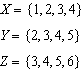 X = {1,2,3,4}
Y = {2,3,4,5}
Z = {3,4,5,6}